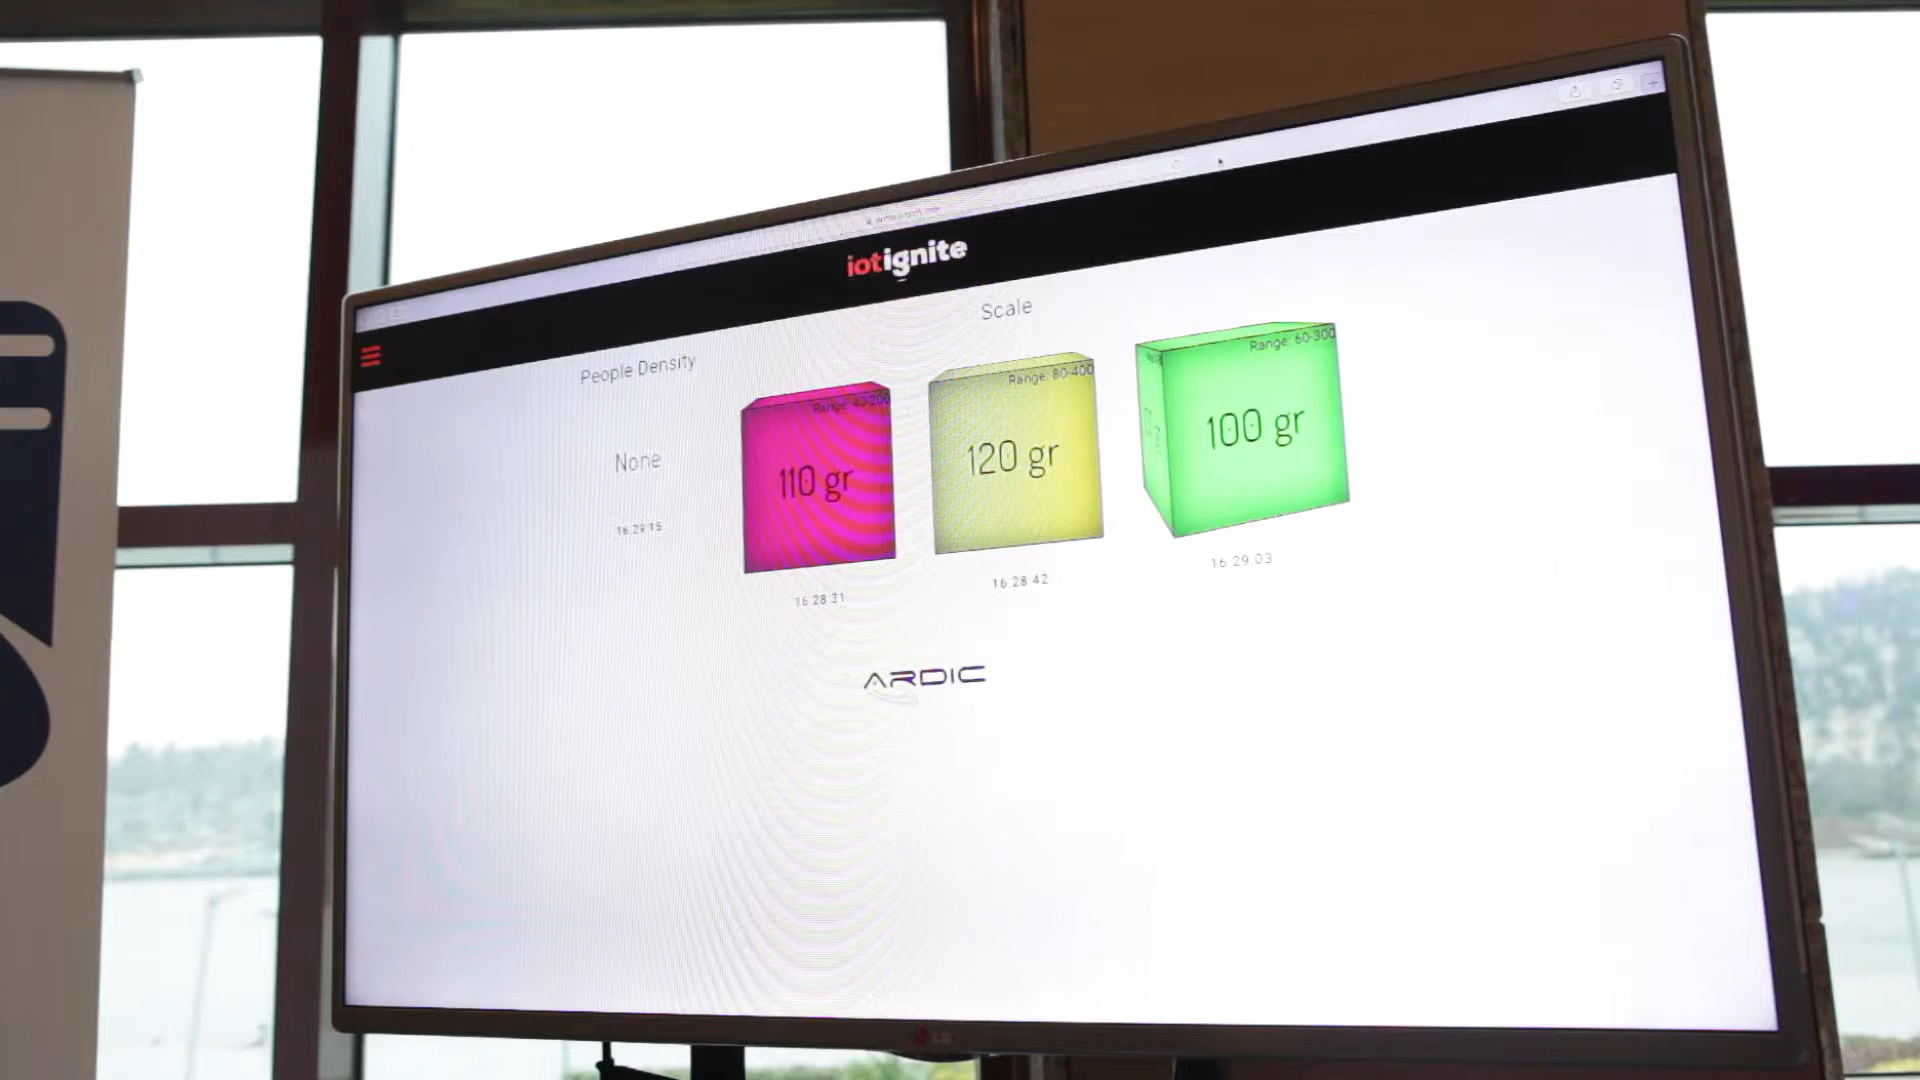 iotignite
People Density
None
16:29:15
Scale
Range: 40-200
110 gr
16:28:31
Range: 80-400
120 gr
16:28:42
Range: 60-300
100 gr
16:29:03
ARDIC
LG